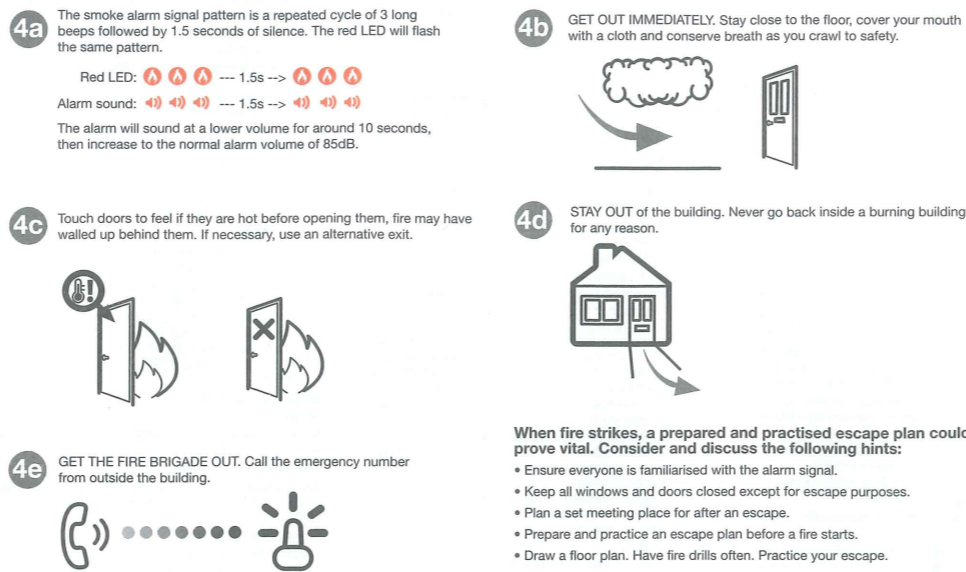 4a
The smoke alarm signal pattern is a repeated cycle of 3 long
beeps followed by 1.5 seconds of silence. The red LED will flash
the same pattern.
Red LED: --- 1.5s -->
Alarm sound: --- 1.5s -->
The alarm will sound at a lower volume for around 10 seconds,
then increase to the normal alarm volume of 85dB.
4b
GET OUT IMMEDIATELY. Stay close to the floor, cover your mouth
with a cloth and conserve breath as you crawl to safety.
4c
Touch doors to feel if they are hot before opening them, fire may have
walled up behind them. If necessary, use an alternative exit.
4d
STAY OUT of the building. Never go back inside a burning building
for any reason.
4e
GET THE FIRE BRIGADE OUT. Call the emergency number
from outside the building.
When fire strikes, a prepared and practised escape plan could
prove vital. Consider and discuss the following hints:
• Ensure everyone is familiarised with the alarm signal.
• Keep all windows and doors closed except for escape purposes.
• Plan a set meeting place for after an escape.
• Prepare and practice an escape plan before a fire starts.
• Draw a floor plan. Have fire drills often. Practice your escape.